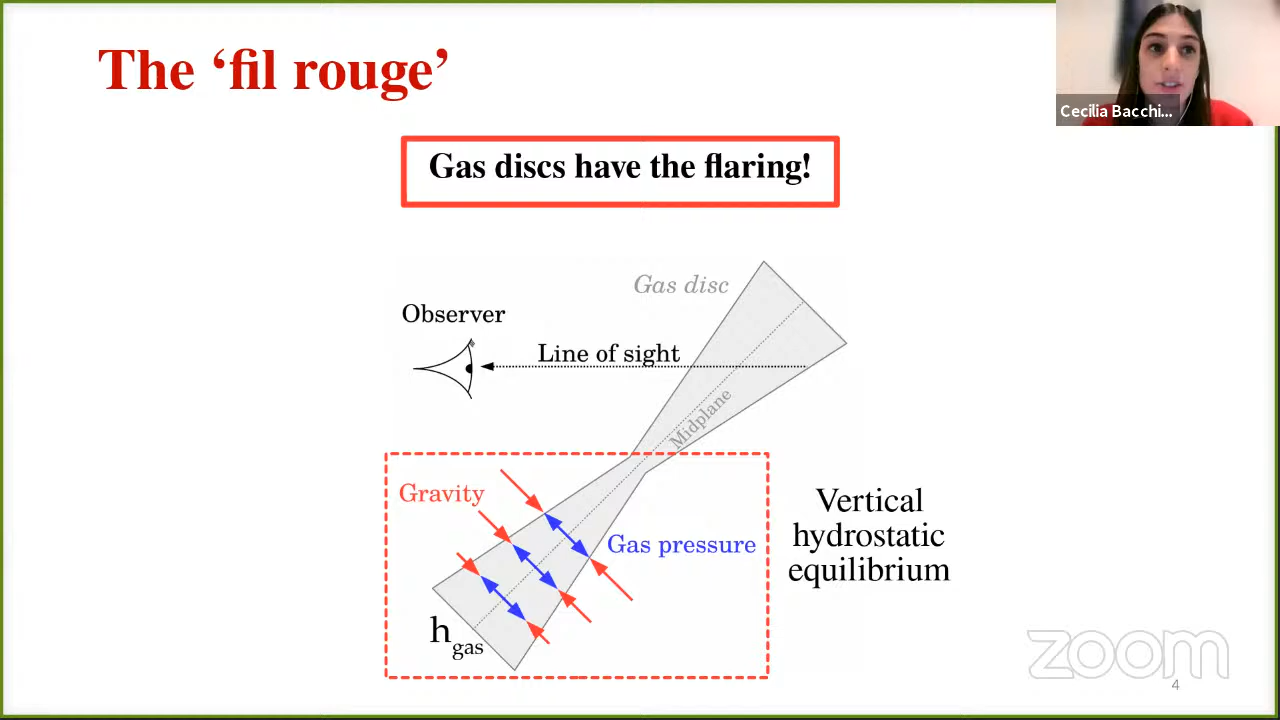 The ‘fil rouge’
Cecilia Bacchi...
Gas discs have the flaring!
Gas disc
Observer
Line of sight
Midplane
Gravity
Gas pressure
Vertical
hydrostatic
equilibrium
h gas
zoom
4